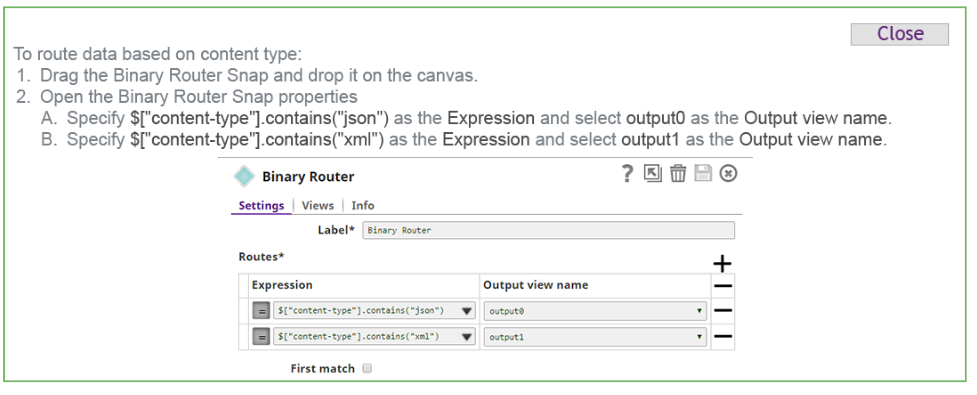 Close
To route data based on content type:
1. Drag the Binary Router Snap and drop it on the canvas.
2. Open the Binary Router Snap properties
A. Specify $["content-type"].contains("json") as the Expression and select output0 as the Output view name.
B. Specify $["content-type"].contains("xml") as the Expression and select output1 as the Output view name.
Binary Router
Settings Views Info
Label* Binary Router
Routes*
Expression Output view name
= $["content-type"].contains("json") output0
= $["content-type"].contains("xml") output1
First match